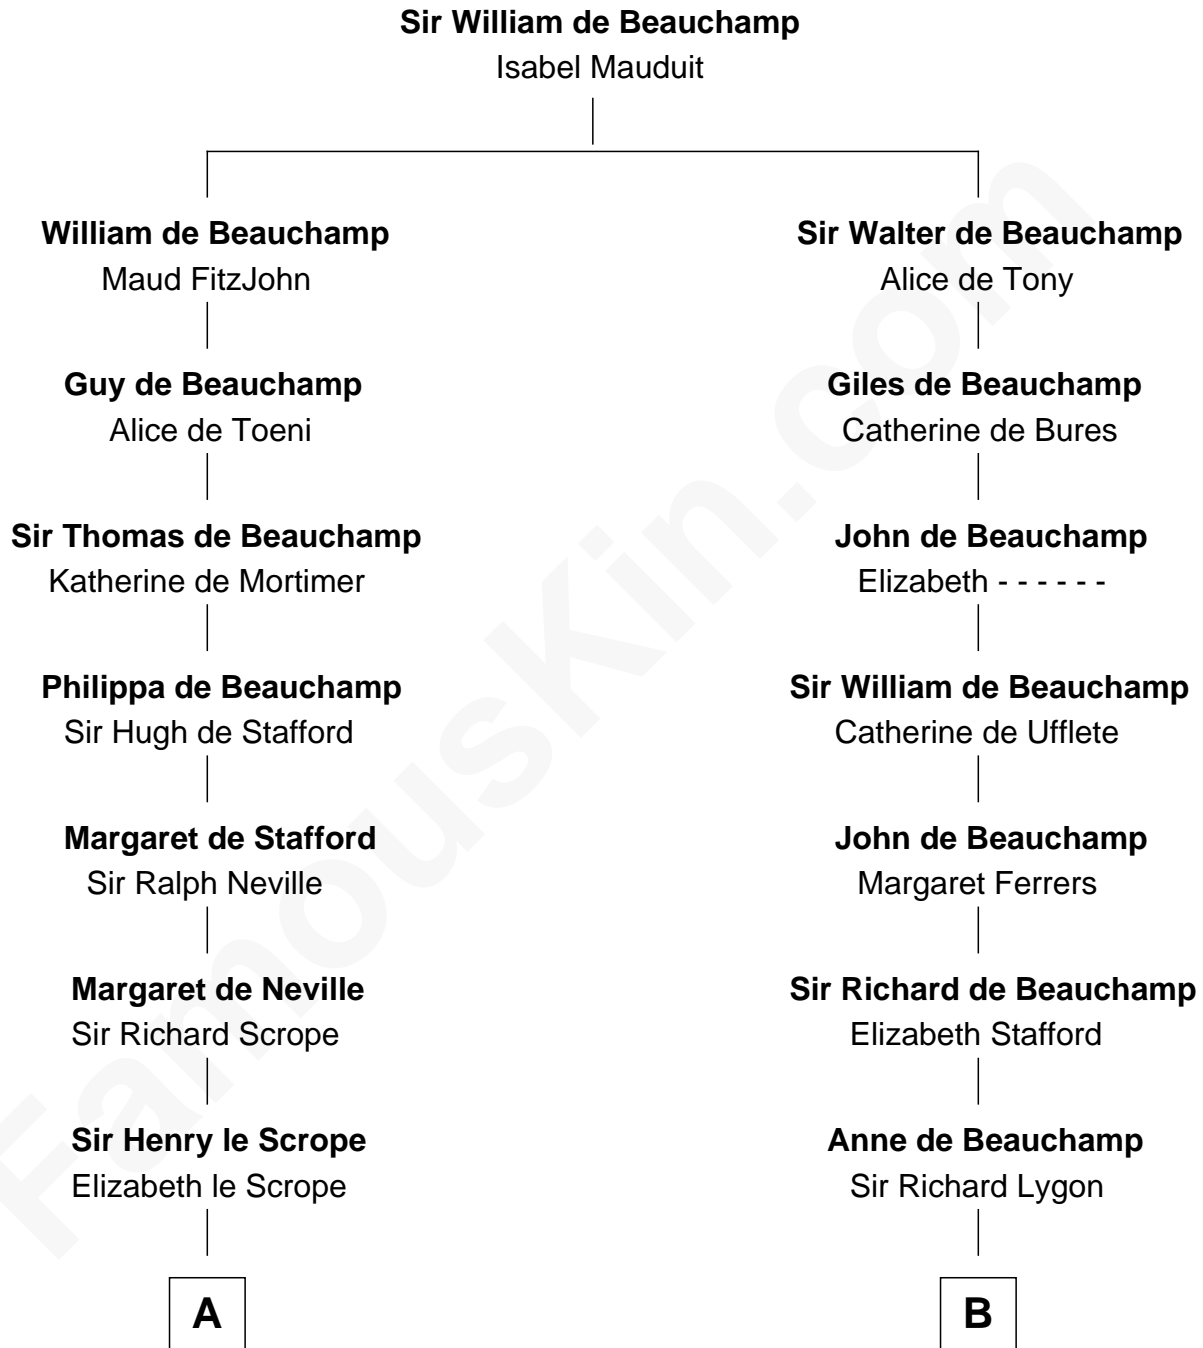 Sir William de Beauchamp
Isabel Mauduit
William de Beauchamp
Maud FitzJohn
Sir Walter de Beauchamp
Alice de Tony
Guy de Beauchamp
Alice de Toeni
Giles de Beauchamp
Catherine de Bures
Sir Thomas de Beauchamp
Katherine de Mortimer
John de Beauchamp
Elizabeth - - - - - -
Philippa de Beauchamp
Sir Hugh de Stafford
Sir William de Beauchamp
Catherine de Ufflete
Margaret de Stafford
Sir Ralph Neville
John de Beauchamp
Margaret Ferrers
Margaret de Neville
Sir Richard Scrope
Sir Richard de Beauchamp
Elizabeth Stafford
Sir Henry le Scrope
Elizabeth le Scrope
Anne de Beauchamp
Sir Richard Lygon
A
B
FamousKin.com